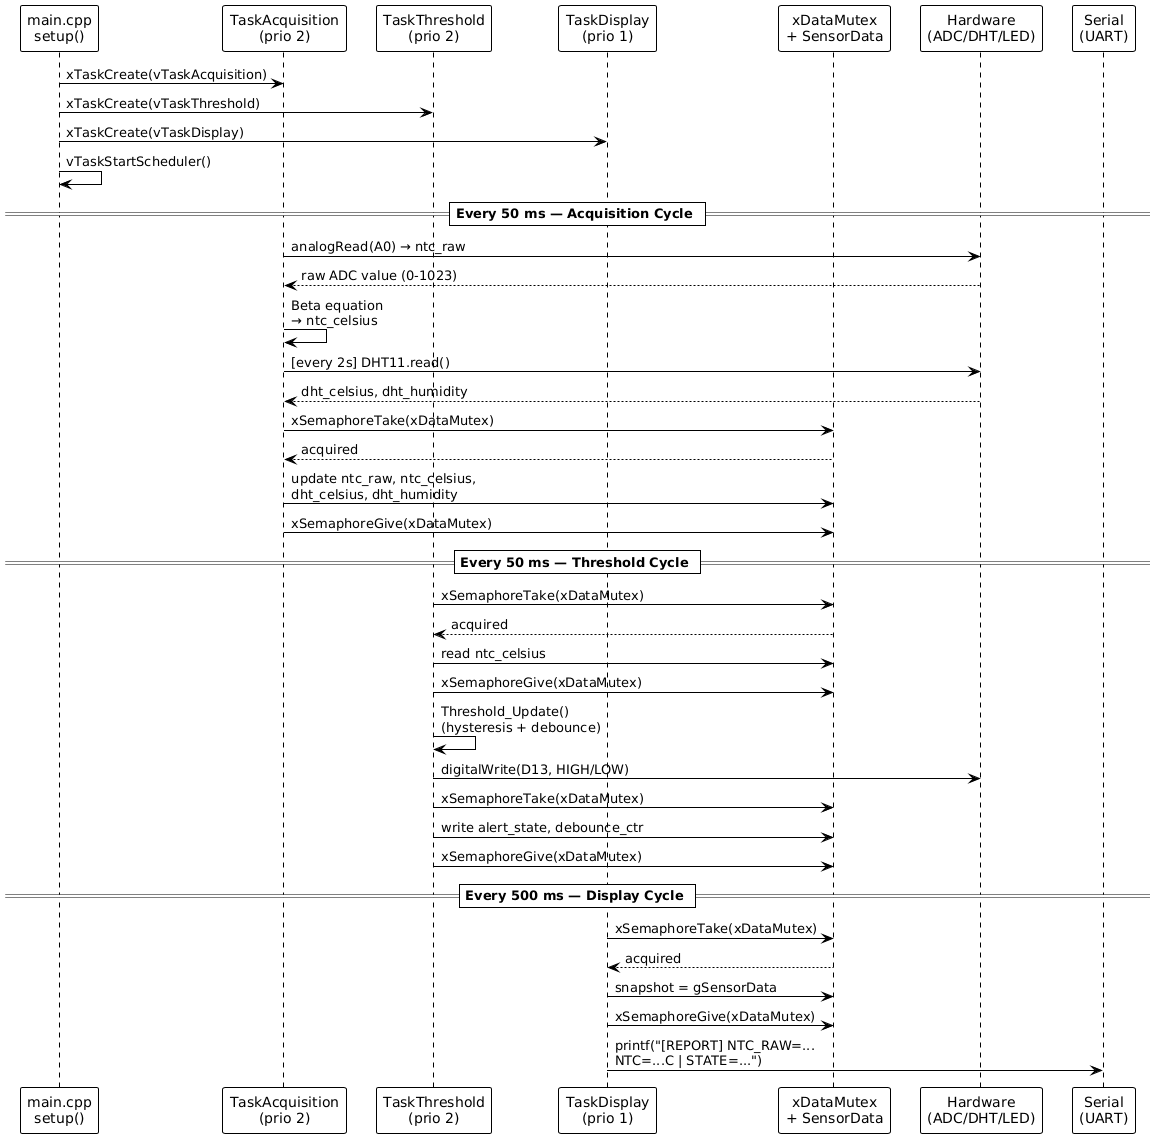 main.cpp
setup()
TaskAcquisition
(prio 2)
TaskThreshold
(prio 2)
TaskDisplay
(prio 1)
xDataMutex
+ SensorData
Hardware
(ADC/DHT/LED)
Serial
(UART)
xTaskCreate(vTaskAcquisition)
xTaskCreate(vTaskThreshold)
xTaskCreate(vTaskDisplay)
vTaskStartScheduler()
Every 50 ms — Acquisition Cycle
analogRead(A0) → ntc_raw
raw ADC value (0-1023)
Beta equation
→ ntc_celsius
[every 2s] DHT11.read()
dht_celsius, dht_humidity
xSemaphoreTake(xDataMutex)
acquired
update ntc_raw, ntc_celsius,
dht_celsius, dht_humidity
xSemaphoreGive(xDataMutex)
Every 50 ms — Threshold Cycle
xSemaphoreTake(xDataMutex)
acquired
read ntc_celsius
xSemaphoreGive(xDataMutex)
Threshold_Update()
(hysteresis + debounce)
digitalWrite(D13, HIGH/LOW)
xSemaphoreTake(xDataMutex)
write alert_state, debounce_ctr
xSemaphoreGive(xDataMutex)
Every 500 ms — Display Cycle
xSemaphoreTake(xDataMutex)
acquired
snapshot = gSensorData
xSemaphoreGive(xDataMutex)
printf("[REPORT] NTC_RAW=...
NTC=...C | STATE=...")
main.cpp
setup()
TaskAcquisition
(prio 2)
TaskThreshold
(prio 2)
TaskDisplay
(prio 1)
xDataMutex
+ SensorData
Hardware
(ADC/DHT/LED)
Serial
(UART)